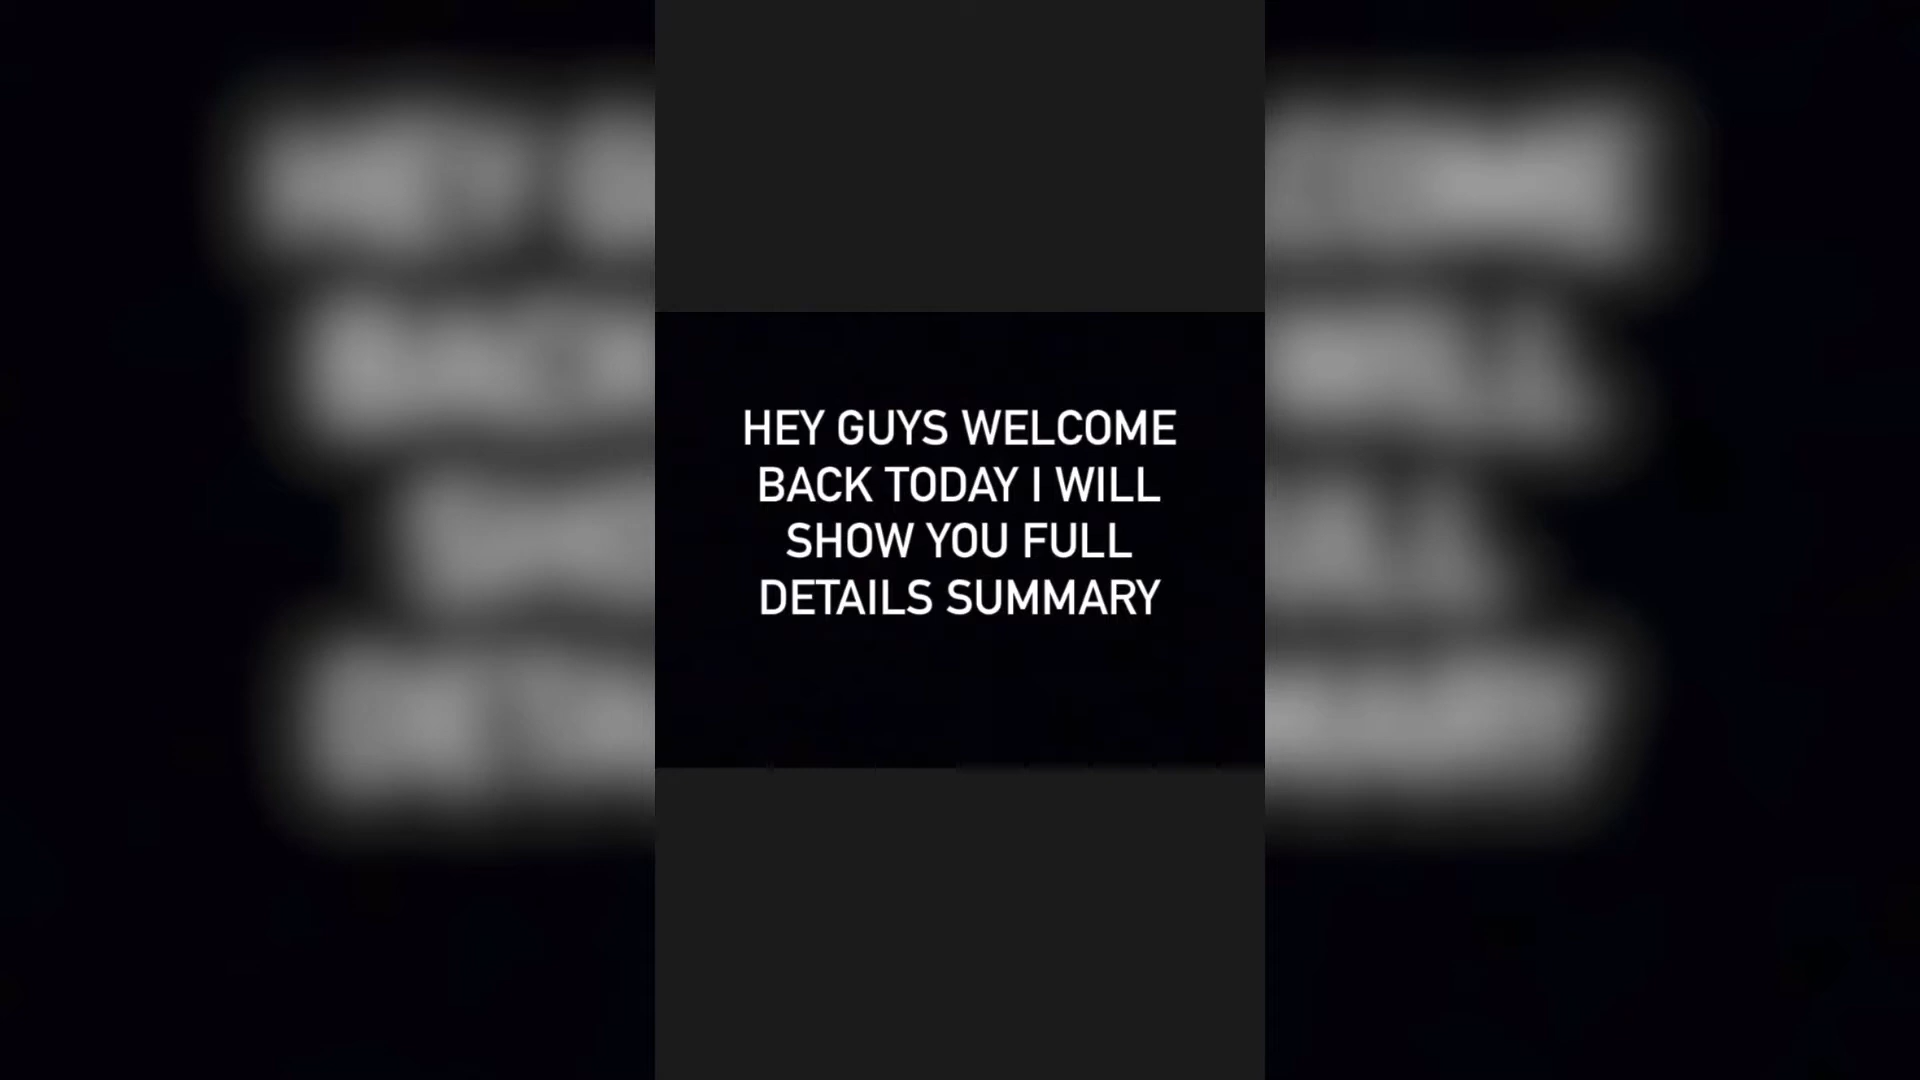 HEY GUYS WELCOME
BACK TODAY I WILL
SHOW YOU FULL
DETAILS SUMMARY